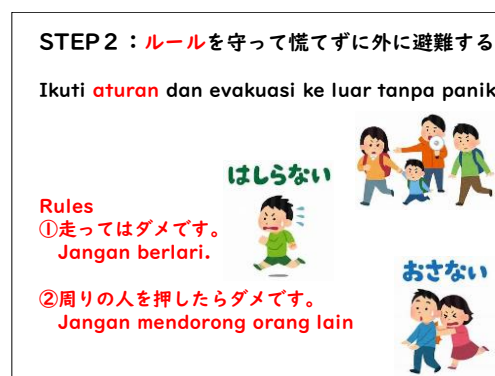 STEP2：ルールを守って慌てずに外に避難する
Ikuti aturan dan evakuasi ke luar tanpa panik
はしらない
Rules
①走ってはダメです。
Jangan berlari.
おさない
②周りの人を押したらダメです。
Jangan mendorong orang lain